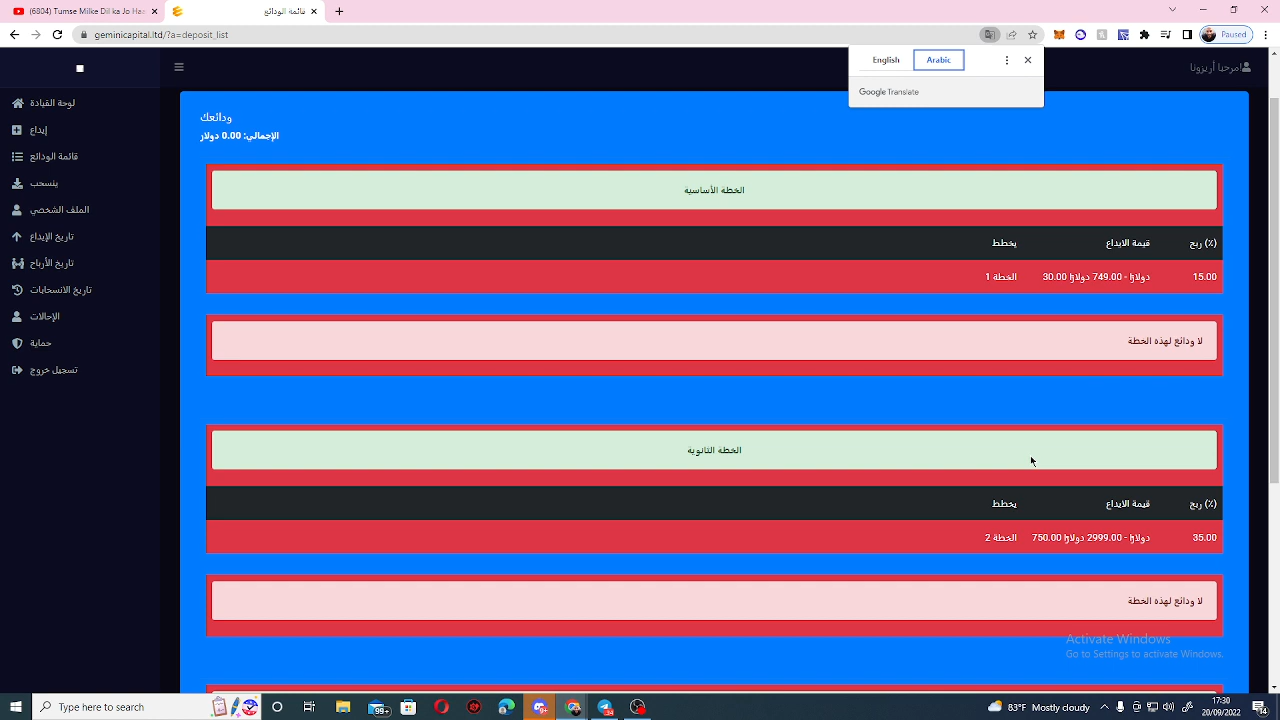 (6804) Tumse Milke Dil ka Jo Ha
قائمة الودائع
geminicapital.ltd/?a=deposit_list
Paused
English
Arabic
Google Translate
مرحبا أريزونا!
لوحة القيادة
إيداع
قائمة الودائع
ينسحب
الملف الشخصي
تاريخ الإيداع
تاريخ الأرباح
تاريخ الانسحابات
الإحالات
حماية
تسجيل خروج
ودائعك
الإجمالي: 0.00 دولار
الخطة الأساسية
يخطط
قيمة الايداع
ربح (٪)
الخطة 1
30.00 دولارًا - 749.00 دولارًا
15.00
لا ودائع لهذه الخطة
الخطة الثانوية
يخطط
قيمة الايداع
ربح (٪)
الخطة 2
750.00 دولارًا - 2999.00 دولارًا
35.00
لا ودائع لهذه الخطة
Activate Windows
Go to Settings to activate Windows.
Type here to search
99+
34
83°F Mostly cloudy
17:30
20/09/2022